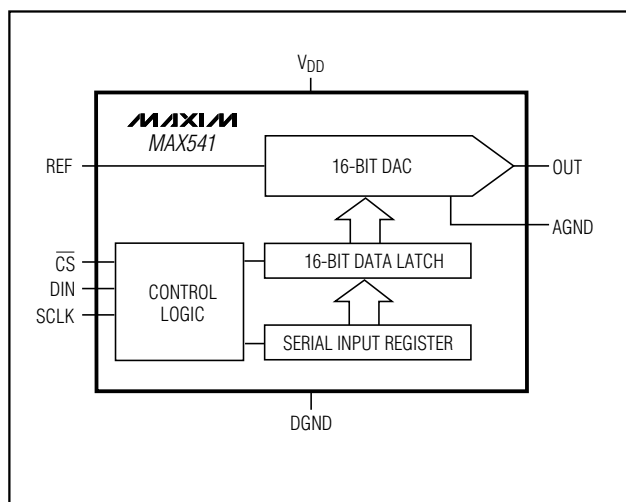 VDD
MAXIM
MAX541
REF
16-BIT DAC
OUT
AGND
CS
16-BIT DATA LATCH
DIN
CONTROL
LOGIC
SCLK
SERIAL INPUT REGISTER
DGND